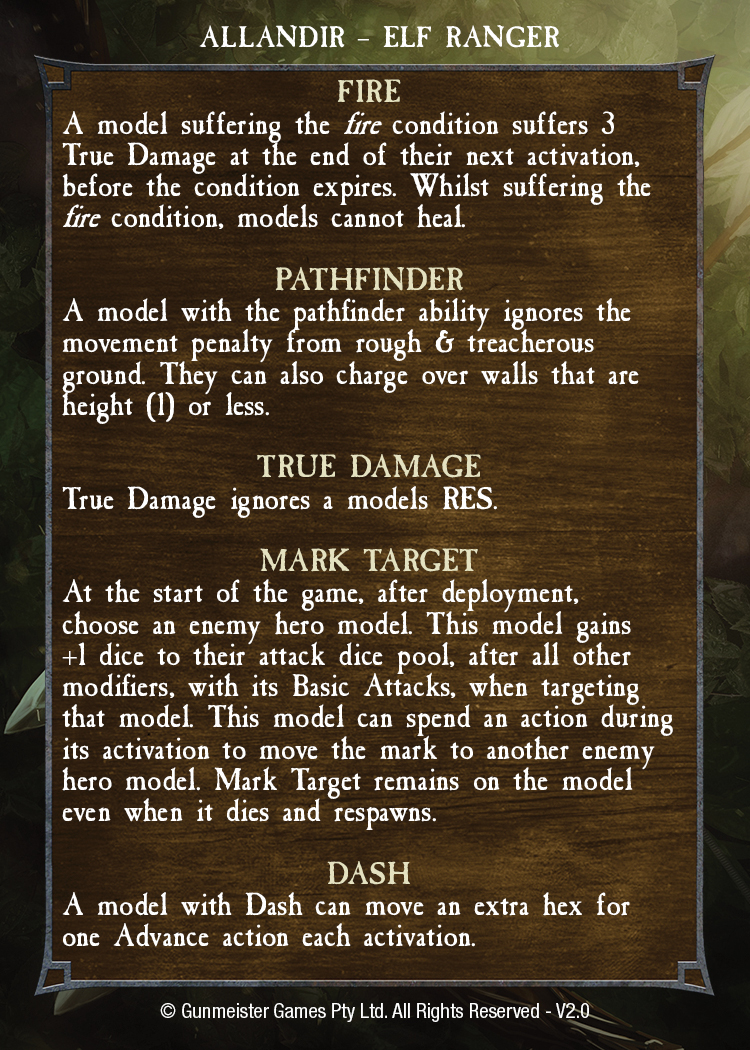 ALLANDIR – ELF RANGER
FIRE
A model suffering the fire condition suffers 3
True Damage at the end of their next activation,
before the condition expires. Whilst suffering the
fire condition, models cannot heal.
PATHFINDER
A model with the pathfinder ability ignores the
movement penalty from rough & treacherous
ground. They can also charge over walls that are
height (1) or less.
TRUE DAMAGE
True Damage ignores a models RES.
MARK TARGET
At the start of the game, after deployment,
choose an enemy hero model. This model gains
+1 dice to their attack dice pool, after all other
modifiers, with its Basic Attacks, when targeting
that model. This model can spend an action during
its activation to move the mark to another enemy
hero model. Mark Target remains on the model
even when it dies and respawns.
DASH
A model with Dash can move an extra hex for
one Advance action each activation.
© Gunmeister Games Pty Ltd. All Rights Reserved - V2.0